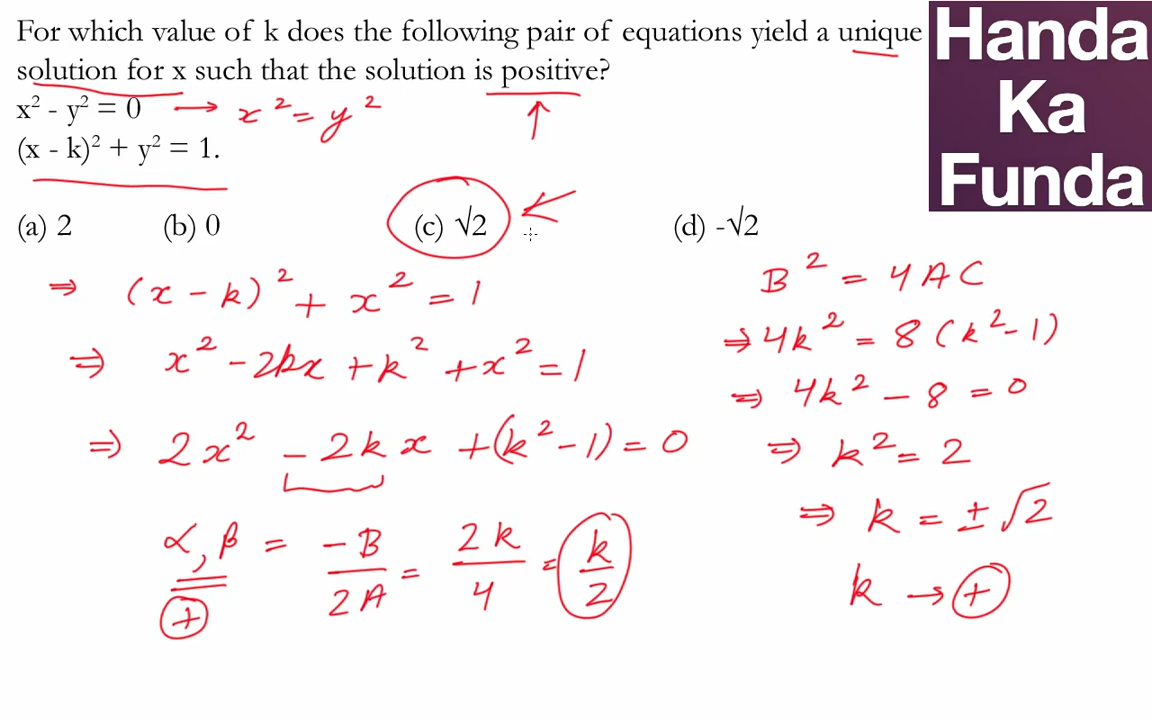 For which value of k does the following pair of equations yield a unique
solution for x such that the solution is positive?
x² - y² = 0 → x² = y²
(x - k)² + y² = 1.
Handa
Ka
Funda
(a) 2 (b) 0 (c) √2 (d) -√2
⇒ (x - k)² + x² = 1
⇒ x² - 2kx + k² + x² = 1
⇒ 2x² - 2kx + (k² - 1) = 0
α, β = -B/2A = 2k/4 = k/2
+
B² = 4AC
⇒ 4k² = 8(k² - 1)
⇒ 4k² - 8 = 0
⇒ k² = 2
⇒ k = ±√2
k → +